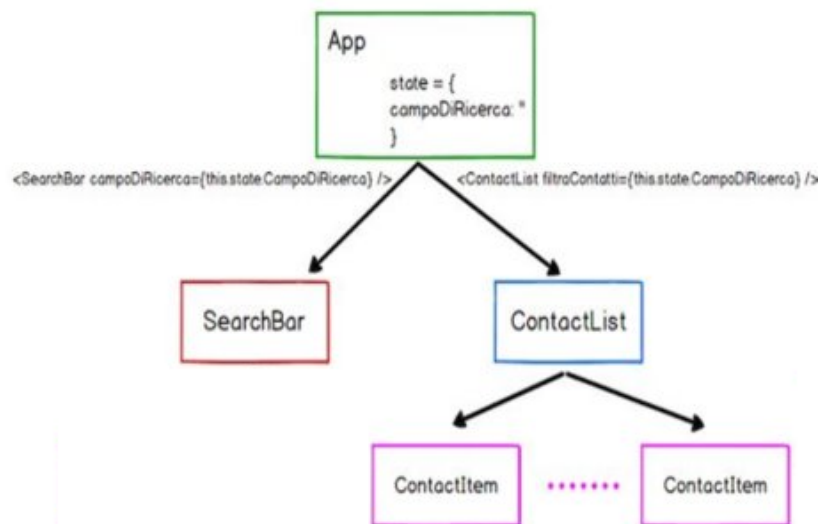 App
state = {
campoDiRicerca: ''
}
<SearchBar campoDiRicerca={this.state.CampoDiRicerca} />
<ContactList filtraContatti={this.state.CampoDiRicerca} />
SearchBar
ContactList
ContactItem
ContactItem